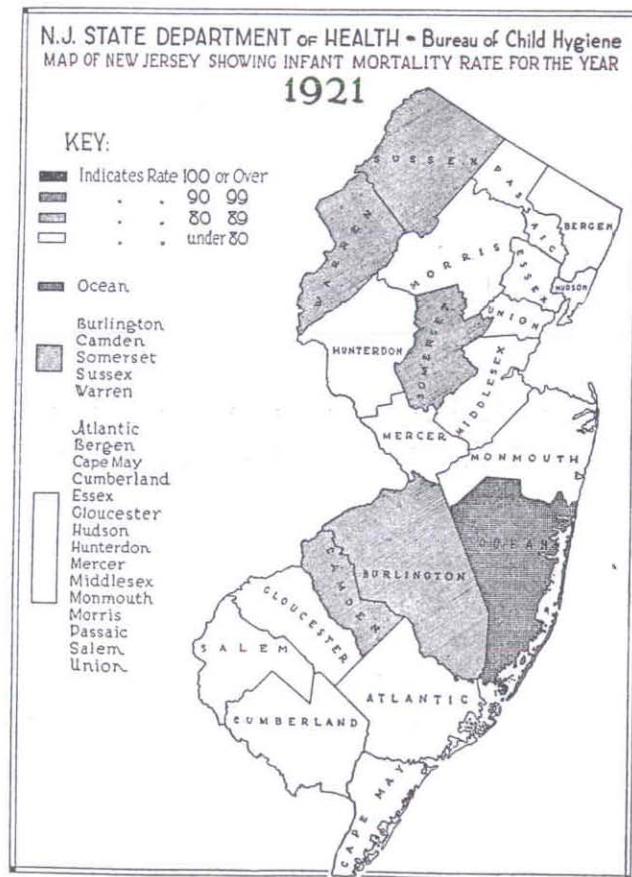 N.J. STATE DEPARTMENT OF HEALTH - Bureau of Child Hygiene
MAP OF NEW JERSEY SHOWING INFANT MORTALITY RATE FOR THE YEAR
1921
KEY:
Indicates Rate 100 or Over
. . 90 99
. . 80 89
. . under 80
Ocean
Burlington
Camden
Somerset
Sussex
Warren
Atlantic
Bergen
Cape May
Cumberland
Essex
Gloucester
Hudson
Hunterdon
Mercer
Middlesex
Monmouth
Morris
Passaic
Salem
Union
SUSSEX
PASSAIC
BERGEN
WARREN
MORRIS
ESSEX
HUDSON
UNION
HUNTERDON
SOMERSET
MIDDLESEX
MERCER
MONMOUTH
OCEAN
BURLINGTON
CAMDEN
GLOUCESTER
SALEM
ATLANTIC
CUMBERLAND
CAPE MAY